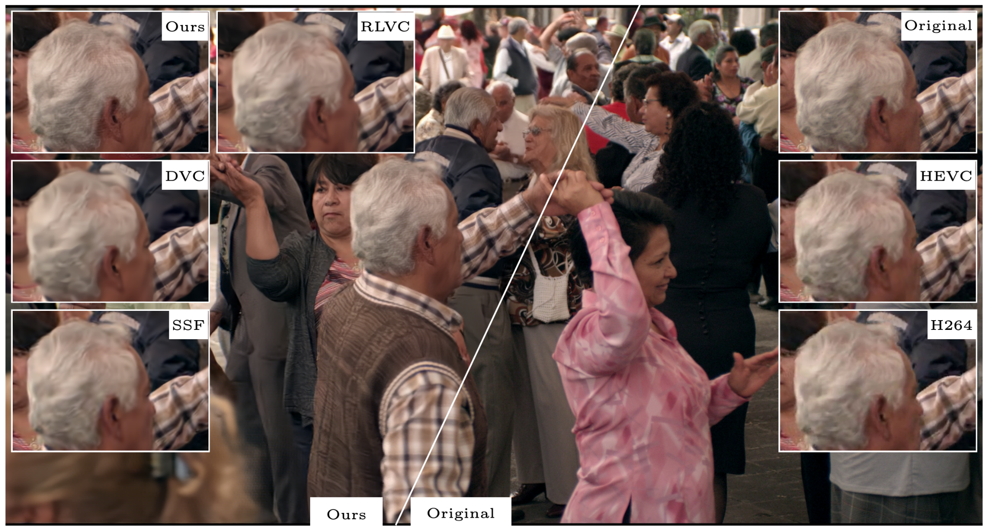 Ours
RLVC
Original
DVC
HEVC
SSF
H264
Ours
Original